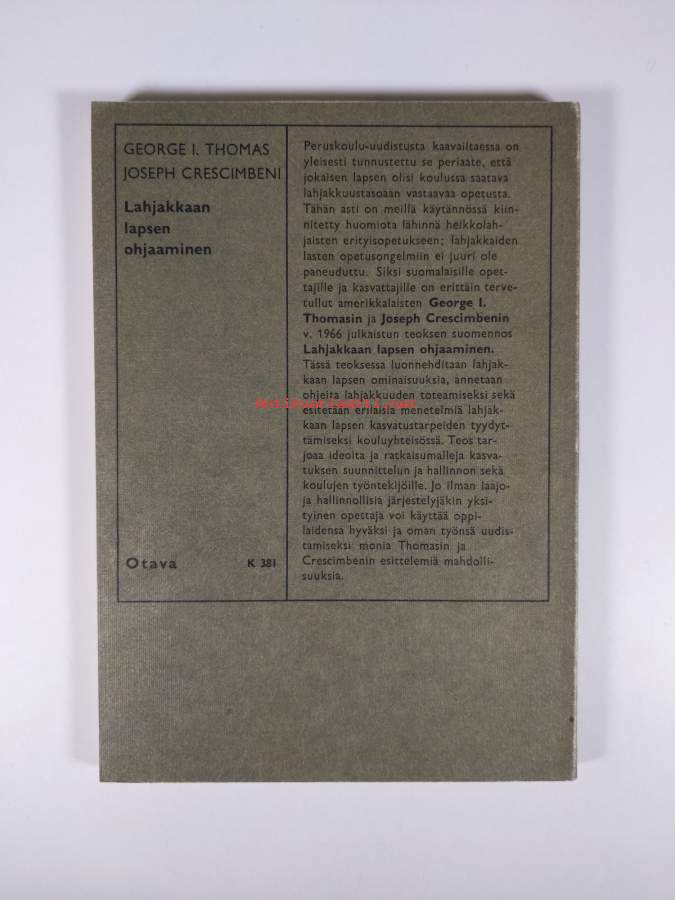 GEORGE I. THOMAS
JOSEPH CRESCIMBENI
Lahjakkaan
lapsen
ohjaaminen
Otava
K 381
Peruskoulu-uudistusta kaavailtaessa on
yleisesti tunnustettu se periaate, että
jokaisen lapsen olisi koulussa saatava
lahjakkuustasoaan vastaavaa opetusta.
Tähän asti on meillä käytännössä kiin-
nitetty huomiota lähinnä heikkolah-
jaisten erityisopetukseen; lahjakkaiden
lasten opetusongelmiin ei juuri ole
paneuduttu. Siksi suomalaisille opet-
tajille ja kasvattajille on erittäin terve-
tullut amerikkalaisten George I.
Thomasin ja Joseph Crescimbenin
v. 1966 julkaistun teoksen suomennos
Lahjakkaan lapsen ohjaaminen.
Tässä teoksessa luonnehditaan lahjak-
kaan lapsen ominaisuuksia, annetaan
ohjeita lahjakkuuden toteamiseksi sekä
esitetään erilaisia menetelmiä lahjak-
kaan lapsen kasvatustarpeiden tyydyt-
tämiseksi kouluyhteisössä. Teos tar-
joaa ideoita ja ratkaisumalleja kasva-
tuksen suunnittelun ja hallinnon sekä
koulujen työntekijöille. Jo ilman laajo-
ja hallinnollisia järjestelyjäkin yksi-
tyinen opettaja voi käyttää oppi-
laidensa hyväksi ja oman työnsä uudis-
tamiseksi monia Thomasin ja
Crescimbenin esittelemiä mahdolli-
suuksia.